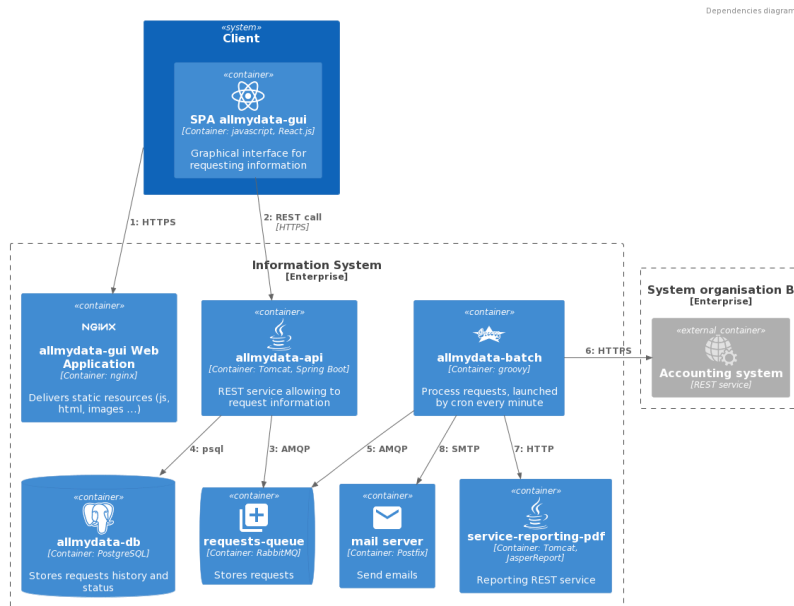 Dependencies diagram
«system»
Client
«container»
SPA allmydata-gui
[Container: javascript, React.js]
Graphical interface for
requesting information
1: HTTPS
2: REST call
[HTTPS]
Information System
[Enterprise]
«container»
NGINX
allmydata-gui Web
Application
[Container: nginx]
Delivers static resources (js,
html, images ...)
«container»
allmydata-api
[Container: Tomcat, Spring Boot]
REST service allowing to
request information
«container»
allmydata-batch
[Container: groovy]
Process requests, launched
by cron every minute
6: HTTPS
System organisation B
[Enterprise]
«external_container»
Accounting system
[REST service]
4: psql
3: AMQP
5: AMQP
8: SMTP
7: HTTP
«container»
allmydata-db
[Container: PostgreSQL]
Stores requests history and
status
«container»
requests-queue
[Container: RabbitMQ]
Stores requests
«container»
mail server
[Container: Postfix]
Send emails
«container»
service-reporting-pdf
[Container: Tomcat,
JasperReport]
Reporting REST service